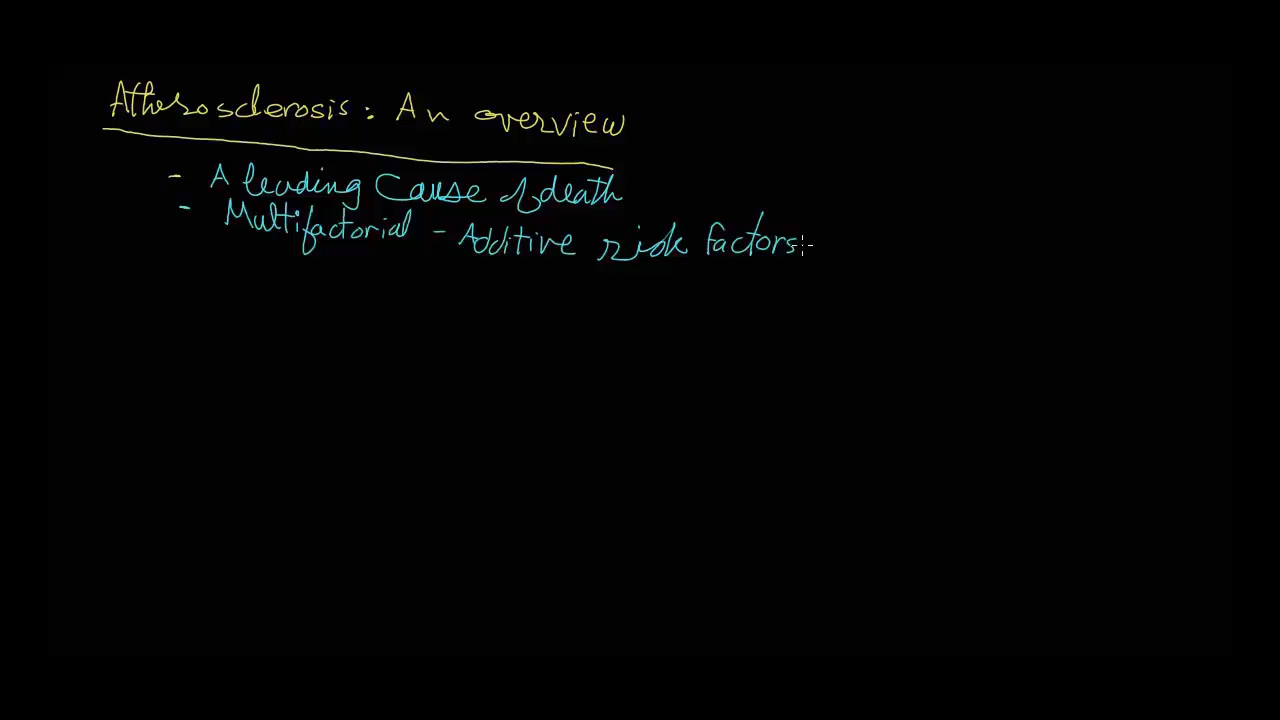 Atherosclerosis: An overview
- A leading Cause of death
- Multifactorial - Additive risk factors